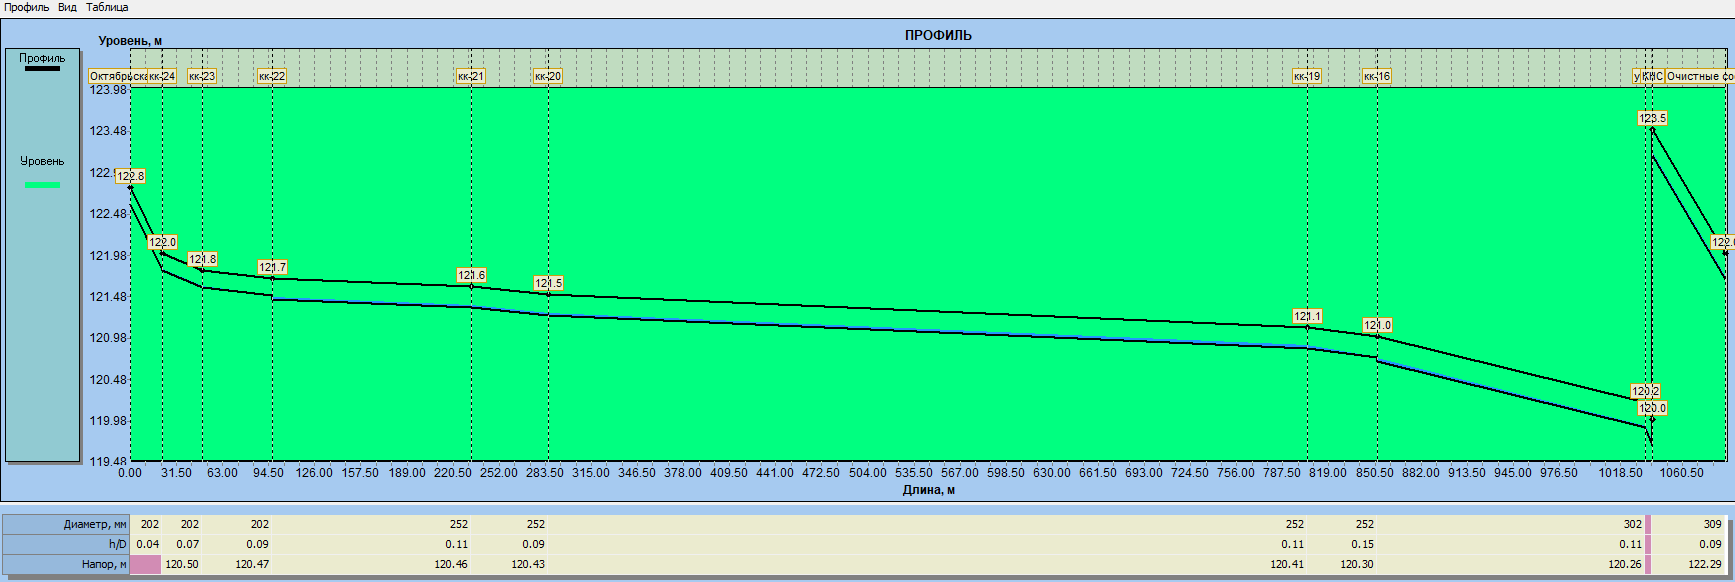 Профиль Вид Таблица
ПРОФИЛЬ
Уровень, м
Профиль
Уровень
кк-24 кк-23 кк-22 кк-21 кк-20 кк-19 кк-16 КНС Очистные
123.98
123.48
122.48
121.98
121.48
120.98
120.48
119.98
119.48
122.8 122.0 121.8 121.7 121.6 121.5 121.1 121.0 120.2 120.0 123.5
0.00 31.50 63.00 94.50 126.00 157.50 189.00 220.50 252.00 283.50 315.00 346.50 378.00 409.50 441.00 472.50 504.00 535.50 567.00 598.50 630.00 661.50 693.00 724.50 756.00 787.50 819.00 850.50 882.00 913.50 945.00 976.50 1018.50 1060.50
Длина, м
Диаметр, мм 202 202 202 252 252 252 252 302 309
h/D 0.04 0.07 0.09 0.11 0.09 0.11 0.15 0.11 0.09
Напор, м 120.50 120.47 120.46 120.43 120.41 120.30 120.26 122.29